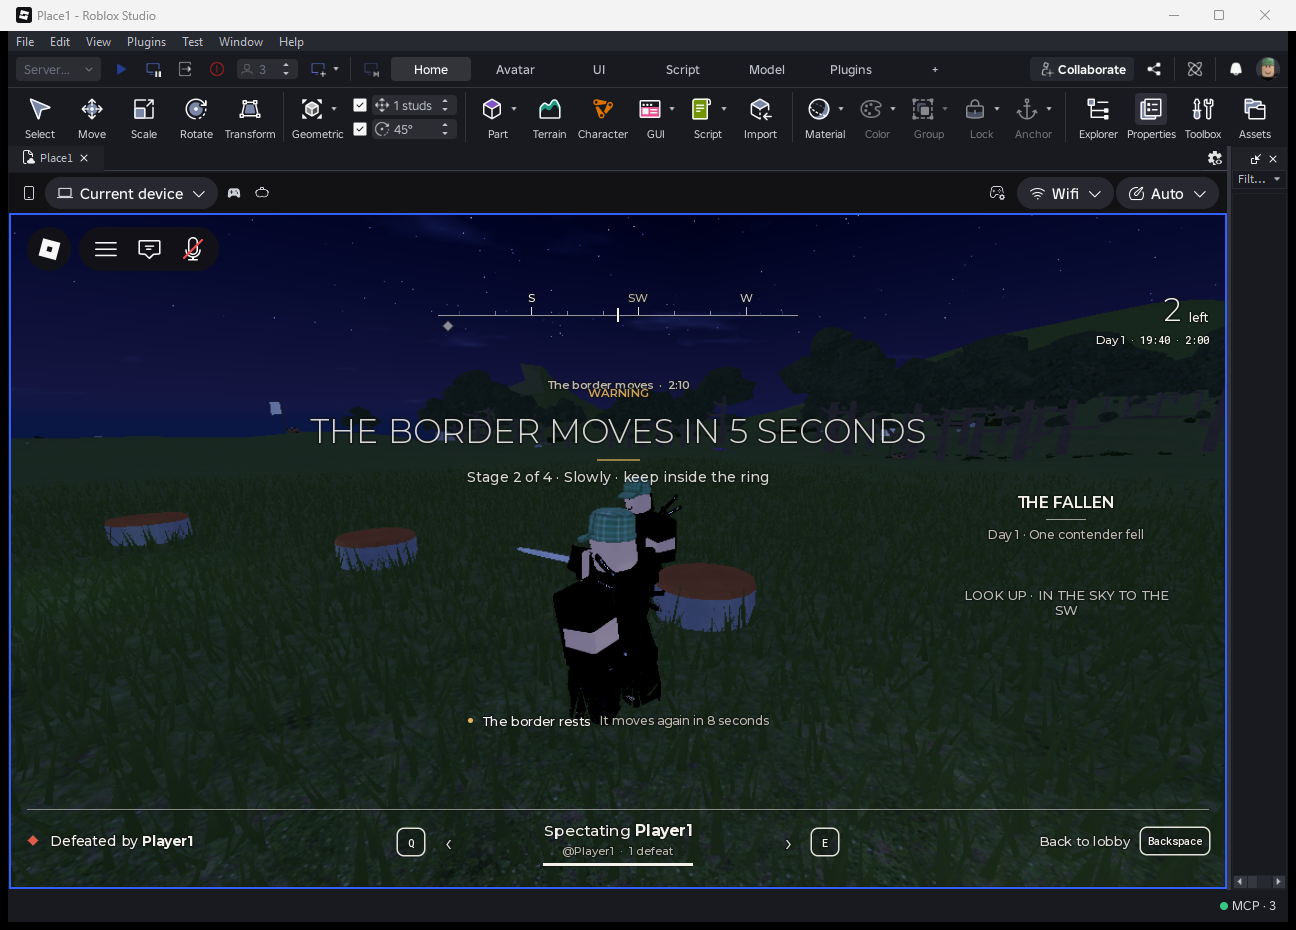 Place1 - Roblox Studio
File Edit View Plugins Test Window Help
Server... 3 Home Avatar UI Script Model Plugins + Collaborate
1 studs
45°
Select Move Scale Rotate Transform Geometric Part Terrain Character GUI Script Import Material Color Group Lock Anchor Explorer Properties Toolbox Assets
Place1
Filt...
Current device Wifi Auto
S SW W
2 left
Day 1 · 19:40 · 2:00
The border moves · 2:10
WARNING
THE BORDER MOVES IN 5 SECONDS
Stage 2 of 4 · Slowly · keep inside the ring
THE FALLEN
Day 1 · One contender fell
LOOK UP · IN THE SKY TO THE
SW
The border rests It moves again in 8 seconds
Defeated by Player1
Q ‹ Spectating Player1 › E
@Player1 · 1 defeat
Back to lobby Backspace
MCP · 3